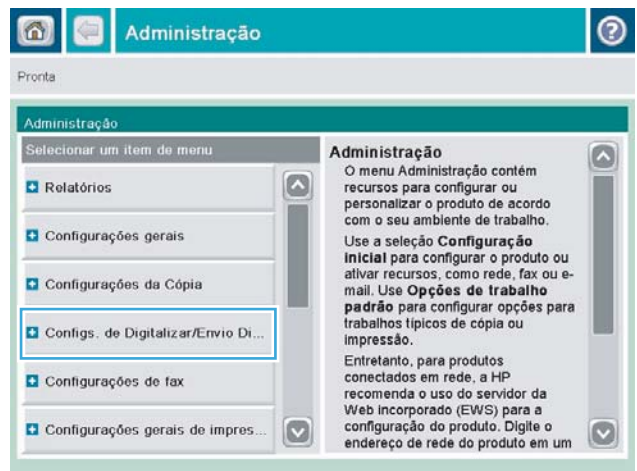 Administração
?
Pronta
Administração
Selecionar um item de menu
Relatórios
Configurações gerais
Configurações da Cópia
Configs. de Digitalizar/Envio Di...
Configurações de fax
Configurações gerais de impres...
Administração
O menu Administração contém
recursos para configurar ou
personalizar o produto de acordo
com o seu ambiente de trabalho.
Use a seleção Configuração
inicial para configurar o produto ou
ativar recursos, como rede, fax ou e-
mail. Use Opções de trabalho
padrão para configurar opções para
trabalhos típicos de cópia ou
impressão.
Entretanto, para produtos
conectados em rede, a HP
recomenda o uso do servidor da
Web incorporado (EWS) para a
configuração do produto. Digite o
endereço de rede do produto em um